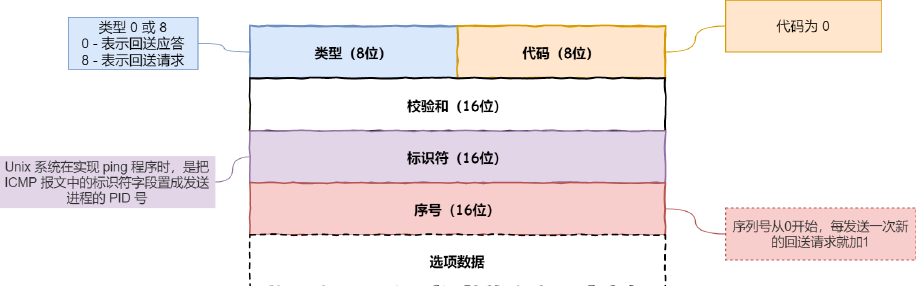 类型 0 或 8
0 - 表示回送应答
8 - 表示回送请求
类型（8位）
代码（8位）
代码为 0
校验和（16位）
Unix 系统在实现 ping 程序时，是把
ICMP 报文中的标识符字段置成发送
进程的 PID 号
标识符（16位）
序号（16位）
序列号从0开始，每发送一次新
的回送请求就加1
选项数据